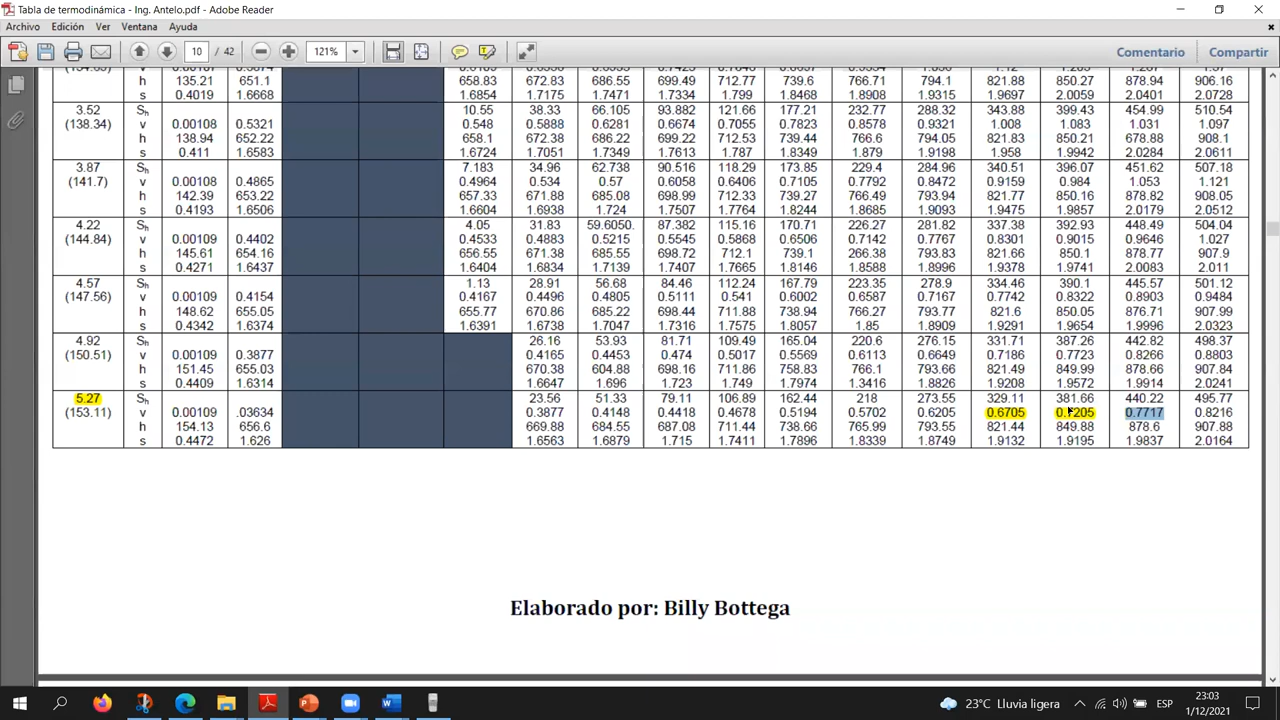 Tabla de termodinámica - Ing. Antelo.pdf - Adobe Reader
Archivo Edición Ver Ventana Ayuda
10 / 42 121% Comentario Compartir
135.21 651.1 658.83 672.83 686.55 699.49 712.77 739.6 766.71 794.1 821.88 850.27 878.94 906.16
s 0.4019 1.6668 1.6854 1.7175 1.7471 1.7334 1.799 1.8468 1.8908 1.9315 1.9697 2.0059 2.0401 2.0728
3.52 Sh 10.55 38.33 66.105 93.882 121.66 177.21 232.77 288.32 343.88 399.43 454.99 510.54
(138.34) v 0.00108 0.5321 0.548 0.5888 0.6281 0.6674 0.7055 0.7823 0.8578 0.9321 1.008 1.083 1.031 1.097
h 138.94 652.22 658.1 672.38 686.22 699.22 712.53 739.44 766.6 794.05 821.83 850.21 678.88 908.1
s 0.411 1.6583 1.6724 1.7051 1.7349 1.7613 1.787 1.8349 1.879 1.9198 1.958 1.9942 2.0284 2.0611
3.87 Sh 7.183 34.96 62.738 90.516 118.29 173.85 229.4 284.96 340.51 396.07 451.62 507.18
(141.7) v 0.00108 0.4865 0.4964 0.534 0.57 0.6058 0.6406 0.7105 0.7792 0.8472 0.9159 0.984 1.053 1.121
h 142.39 653.22 657.33 671.88 685.08 698.99 712.33 739.27 766.49 793.94 821.77 850.16 878.82 908.05
s 0.4193 1.6506 1.6604 1.6938 1.724 1.7507 1.7764 1.8244 1.8685 1.9093 1.9475 1.9857 2.0179 2.0512
4.22 Sh 4.05 31.83 59.6050. 87.382 115.16 170.71 226.27 281.82 337.38 392.93 448.49 504.04
(144.84) v 0.00109 0.4402 0.4533 0.4883 0.5215 0.5545 0.5868 0.6506 0.7142 0.7767 0.8301 0.9015 0.9646 1.027
h 145.61 654.16 656.55 671.38 685.55 698.72 712.1 739.1 266.38 793.83 821.66 850.1 878.77 907.9
s 0.4271 1.6437 1.6404 1.6834 1.7139 1.7407 1.7665 1.8146 1.8588 1.8996 1.9378 1.9741 2.0083 2.011
4.57 Sh 1.13 28.91 56.68 84.46 112.24 167.79 223.35 278.9 334.46 390.1 445.57 501.12
(147.56) v 0.00109 0.4154 0.4167 0.4496 0.4805 0.5111 0.541 0.6002 0.6587 0.7167 0.7742 0.8322 0.8903 0.9484
h 148.62 655.05 655.77 670.86 685.22 698.44 711.88 738.94 766.27 793.77 821.6 850.05 876.71 907.99
s 0.4342 1.6374 1.6391 1.6738 1.7047 1.7316 1.7575 1.8057 1.85 1.8909 1.9291 1.9654 1.9996 2.0323
4.92 Sh 26.16 53.93 81.71 109.49 165.04 220.6 276.15 331.71 387.26 442.82 498.37
(150.51) v 0.00109 0.3877 0.4165 0.4453 0.474 0.5017 0.5569 0.6113 0.6649 0.7186 0.7723 0.8266 0.8803
h 151.45 655.03 670.38 604.88 698.16 711.86 758.83 766.1 793.66 821.49 849.99 878.66 907.84
s 0.4409 1.6314 1.6647 1.696 1.723 1.749 1.7974 1.3416 1.8826 1.9208 1.9572 1.9914 2.0241
5.27 Sh 23.56 51.33 79.11 106.89 162.44 218 273.55 329.11 381.66 440.22 495.77
(153.11) v 0.00109 .03634 0.3877 0.4148 0.4418 0.4678 0.5194 0.5702 0.6205 0.6705 0.7717 0.8216
h 154.13 656.6 669.88 684.58 687.08 711.44 738.68 765.99 793.55 821.44 849.88 878.6 907.88
s 0.4472 1.626 1.6563 1.6879 1.715 1.7411 1.7896 1.8339 1.8749 1.9132 1.9195 1.9837 2.0164
Elaborado por: Billy Bottega
23°C Lluvia ligera ESP 23:03
1/12/2021